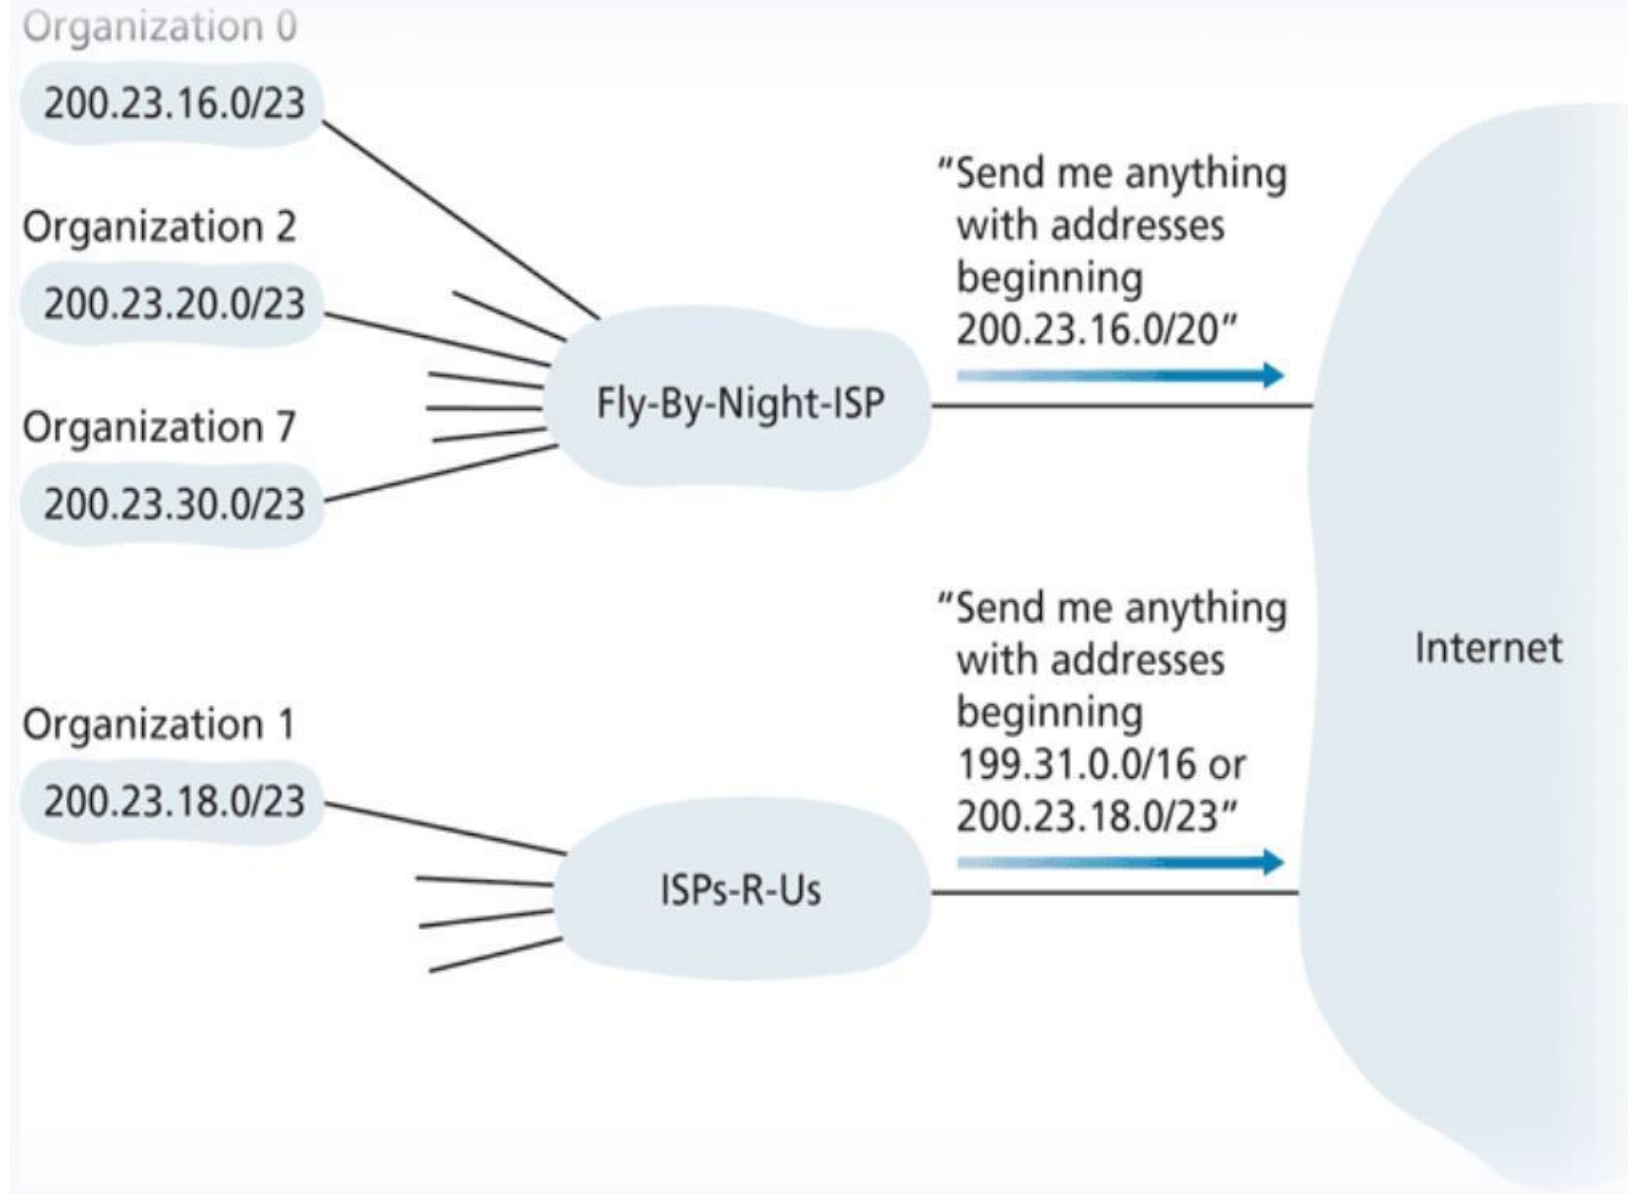 Organization 0
200.23.16.0/23
Organization 2
200.23.20.0/23
Organization 7
200.23.30.0/23
Fly-By-Night-ISP
“Send me anything
with addresses
beginning
200.23.16.0/20”
Organization 1
200.23.18.0/23
ISPs-R-Us
“Send me anything
with addresses
beginning
199.31.0.0/16 or
200.23.18.0/23”
Internet